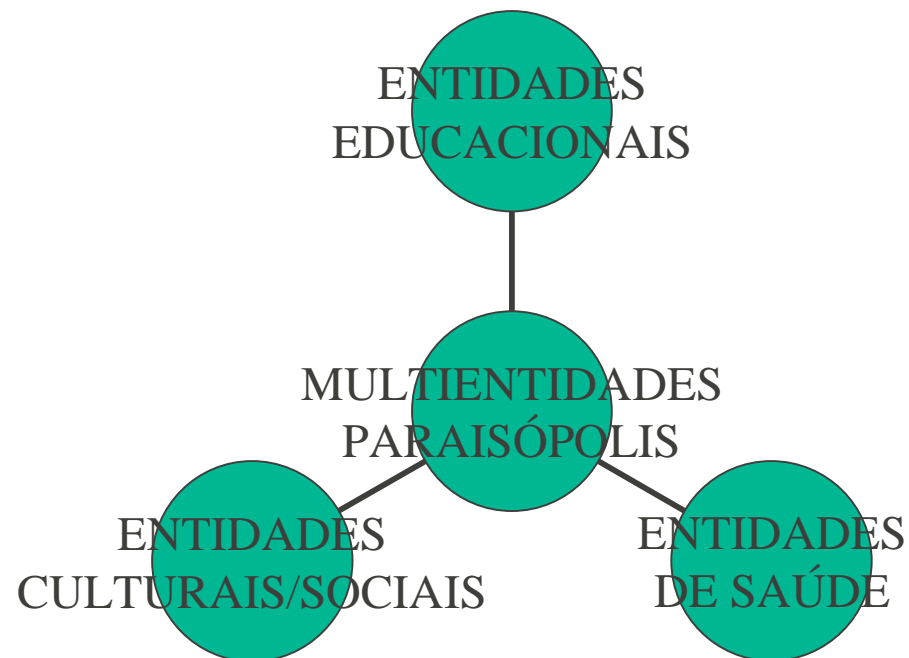 ENTIDADES
EDUCACIONAIS
MULTIENTIDADES
PARAISÓPOLIS
ENTIDADES
CULTURAIS/SOCIAIS
ENTIDADES
DE SAÚDE